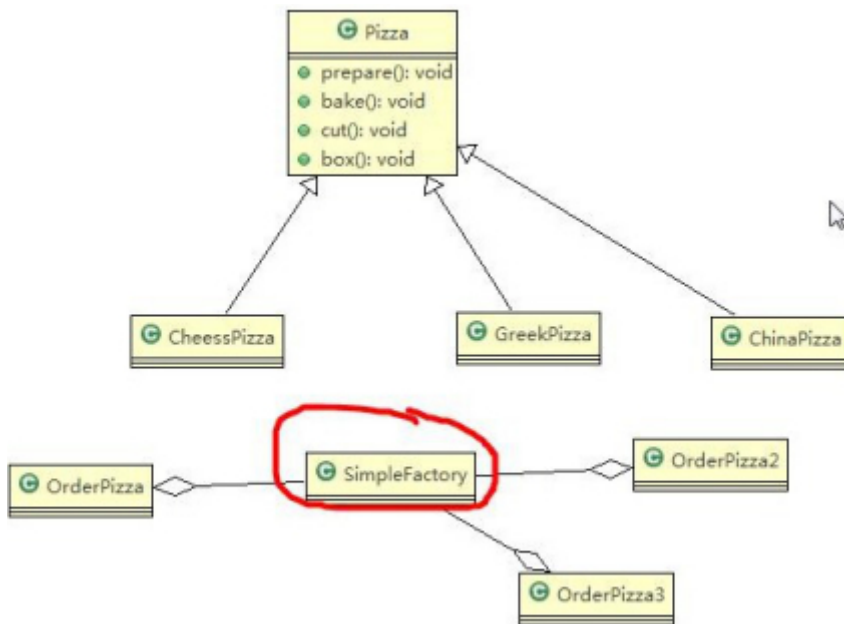 Pizza
prepare(): void
bake(): void
cut(): void
box(): void
CheessPizza
GreekPizza
ChinaPizza
OrderPizza
SimpleFactory
OrderPizza2
OrderPizza3